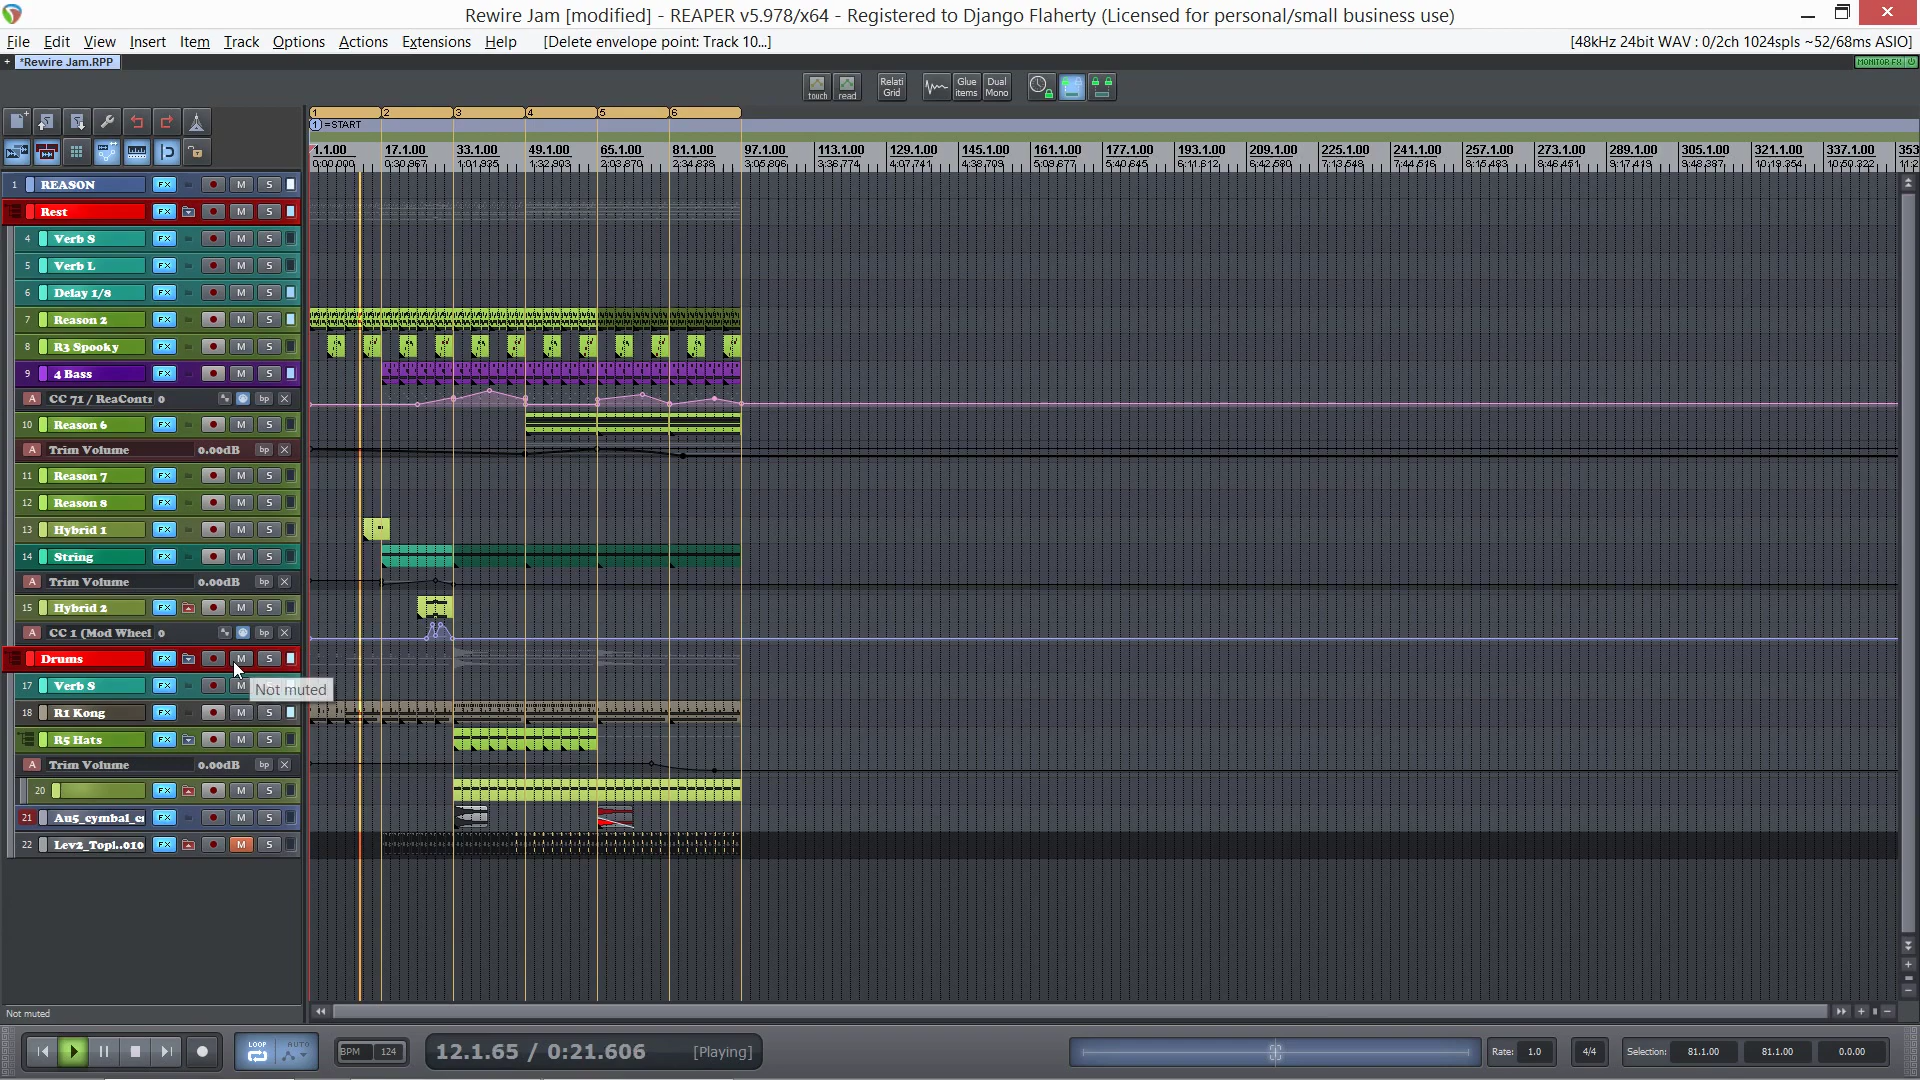 Rewire Jam [modified] - REAPER v5.978/x64 - Registered to Django Flaherty (Licensed for personal/small business use)
File Edit View Insert Item Track Options Actions Extensions Help [Delete envelope point: Track 10...] [48kHz 24bit WAV : 0/2ch 1024spls ~52/68ms ASIO]
+ *Rewire Jam.RPP MONITOR FX
touch read Relati Grid Glue items Dual Mono
1 2 3 4 5 6
1 =START
1.1.00 17.1.00 33.1.00 49.1.00 65.1.00 81.1.00 97.1.00 113.1.00 129.1.00 145.1.00 161.1.00 177.1.00 193.1.00 209.1.00 225.1.00 241.1.00 257.1.00 273.1.00 289.1.00 305.1.00 321.1.00 337.1.00 353
0:00.000 0:30.967 1:01.935 1:32.903 2:03.870 2:34.838 3:05.806 3:36.774 4:07.741 4:38.709 5:09.677 5:40.645 6:11.612 6:42.580 7:13.548 7:44.516 8:15.483 8:46.451 9:17.419 9:48.387 10:19.354 10:50.322 11:2
1 REASON FX M S
Rest FX M S
4 Verb S FX M S
5 Verb L FX M S
6 Delay 1/8 FX M S
7 Reason 2 FX M S
8 R3 Spooky FX M S
9 4 Bass FX M S
A CC 71 / ReaContr 0 bp
10 Reason 6 FX M S
A Trim Volume 0.00dB bp
11 Reason 7 FX M S
12 Reason 8 FX M S
13 Hybrid 1 FX M S
14 String FX M S
A Trim Volume 0.00dB bp
15 Hybrid 2 FX M S
A CC 1 (Mod Wheel 0 bp
Drums FX M S
17 Verb S FX M
Not muted
18 R1 Kong FX M S
R5 Hats FX M S
A Trim Volume 0.00dB bp
20 FX M S
21 Au5_cymbal_c FX M S
22 Lev2_Topl..010 FX M S
Not muted
LOOP AUTO BPM 124 12.1.65 / 0:21.606 [Playing] Rate: 1.0 4/4 Selection: 81.1.00 81.1.00 0.0.00